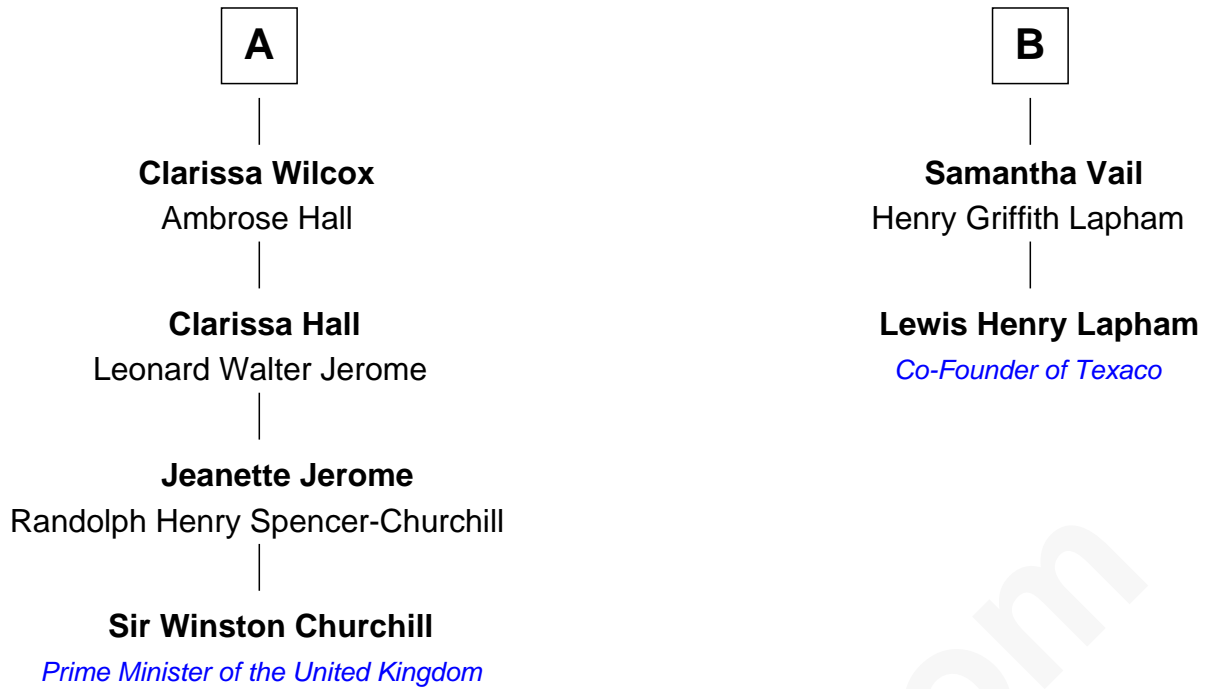 A
Clarissa Wilcox
Ambrose Hall
Clarissa Hall
Leonard Walter Jerome
Jeanette Jerome
Randolph Henry Spencer-Churchill
Sir Winston Churchill
Prime Minister of the United Kingdom
B
Samantha Vail
Henry Griffith Lapham
Lewis Henry Lapham
Co-Founder of Texaco
om